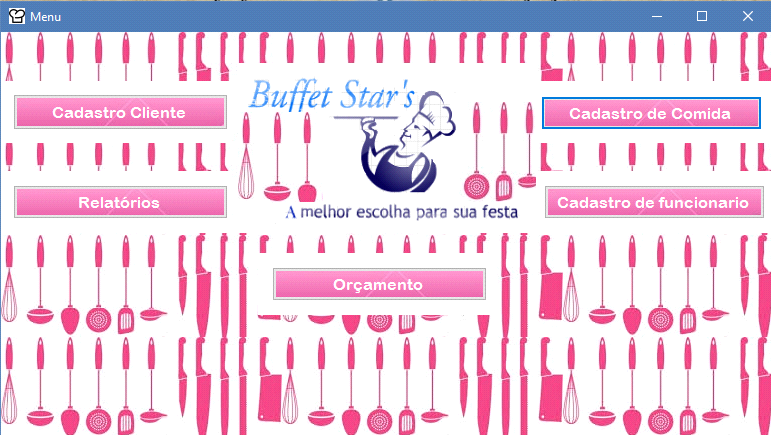 Menu
Buffet Star's
A melhor escolha para sua festa
Cadastro Cliente
Cadastro de Comida
Relatórios
Cadastro de funcionario
Orçamento